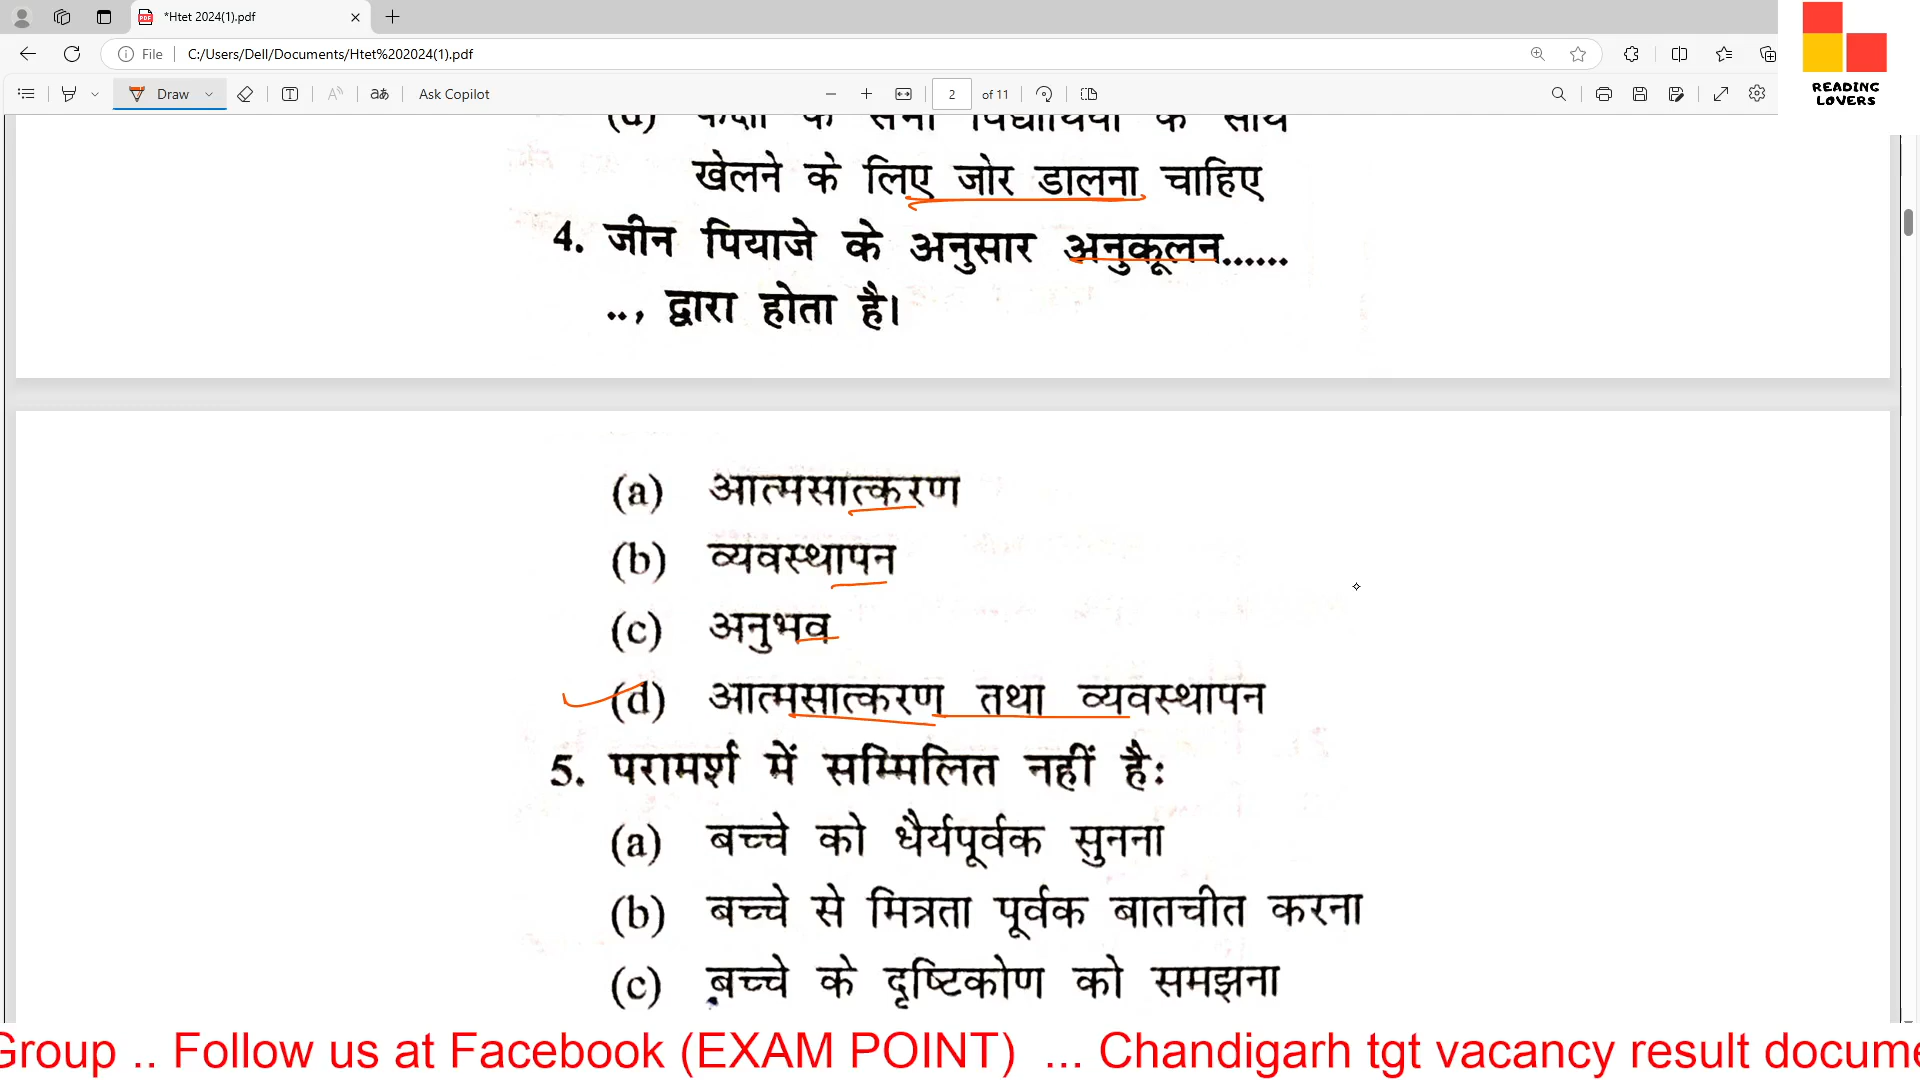 *Htet 2024(1).pdf
File C:/Users/Dell/Documents/Htet%202024(1).pdf
Draw Ask Copilot 2 of 11
READING
LOVERS
(d) कक्षा के सभी विद्यार्थियों के साथ
खेलने के लिए जोर डालना चाहिए
4. जीन पियाजे के अनुसार अनुकूलन......
.., द्वारा होता है।
(a) आत्मसात्करण
(b) व्यवस्थापन
(c) अनुभव
(d) आत्मसात्करण तथा व्यवस्थापन
5. परामर्श में सम्मिलित नहीं है:
(a) बच्चे को धैर्यपूर्वक सुनना
(b) बच्चे से मित्रता पूर्वक बातचीत करना
(c) बच्चे के दृष्टिकोण को समझना
Group .. Follow us at Facebook (EXAM POINT) ... Chandigarh tgt vacancy result docume